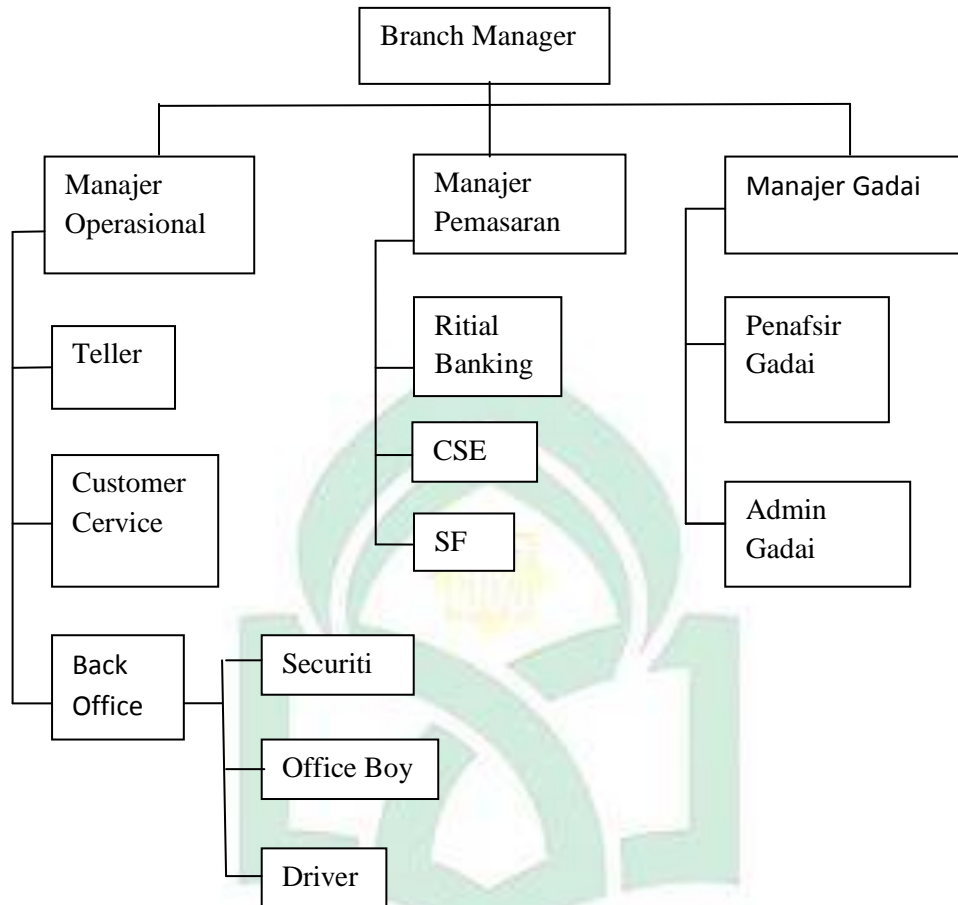 Branch Manager
Manajer
Operasional
Manajer
Pemasaran
Manajer Gadai
Teller
Ritial
Banking
Penafsir
Gadai
Customer
Cervice
CSE
SF
Admin
Gadai
Back
Office
Securiti
Office Boy
Driver